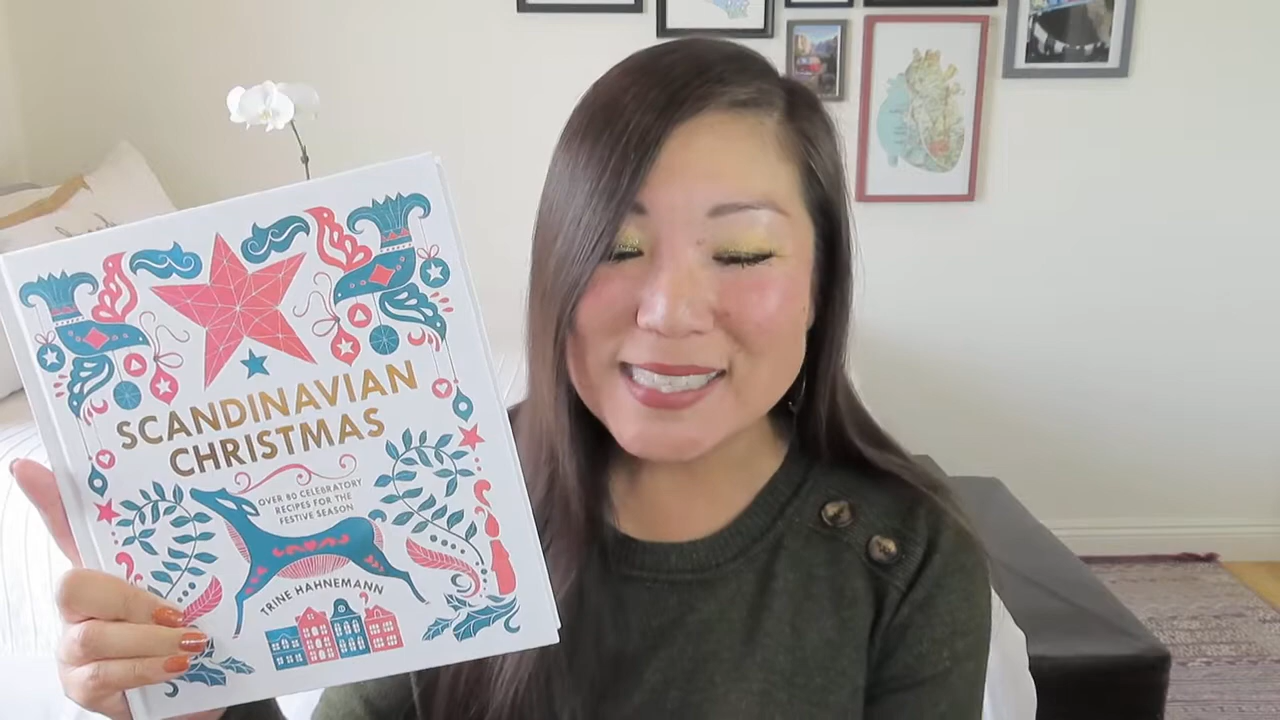 SCANDINAVIAN
CHRISTMAS
OVER 80 CELEBRATORY
RECIPES FOR THE
FESTIVE SEASON
TRINE HAHNEMANN